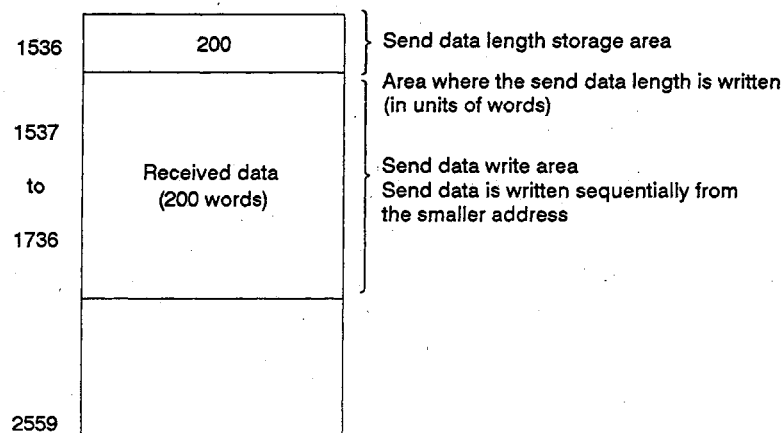 1536
200
Send data length storage area
Area where the send data length is written
(in units of words)
1537
to
1736
Received data
(200 words)
Send data write area
Send data is written sequentially from
the smaller address
2559